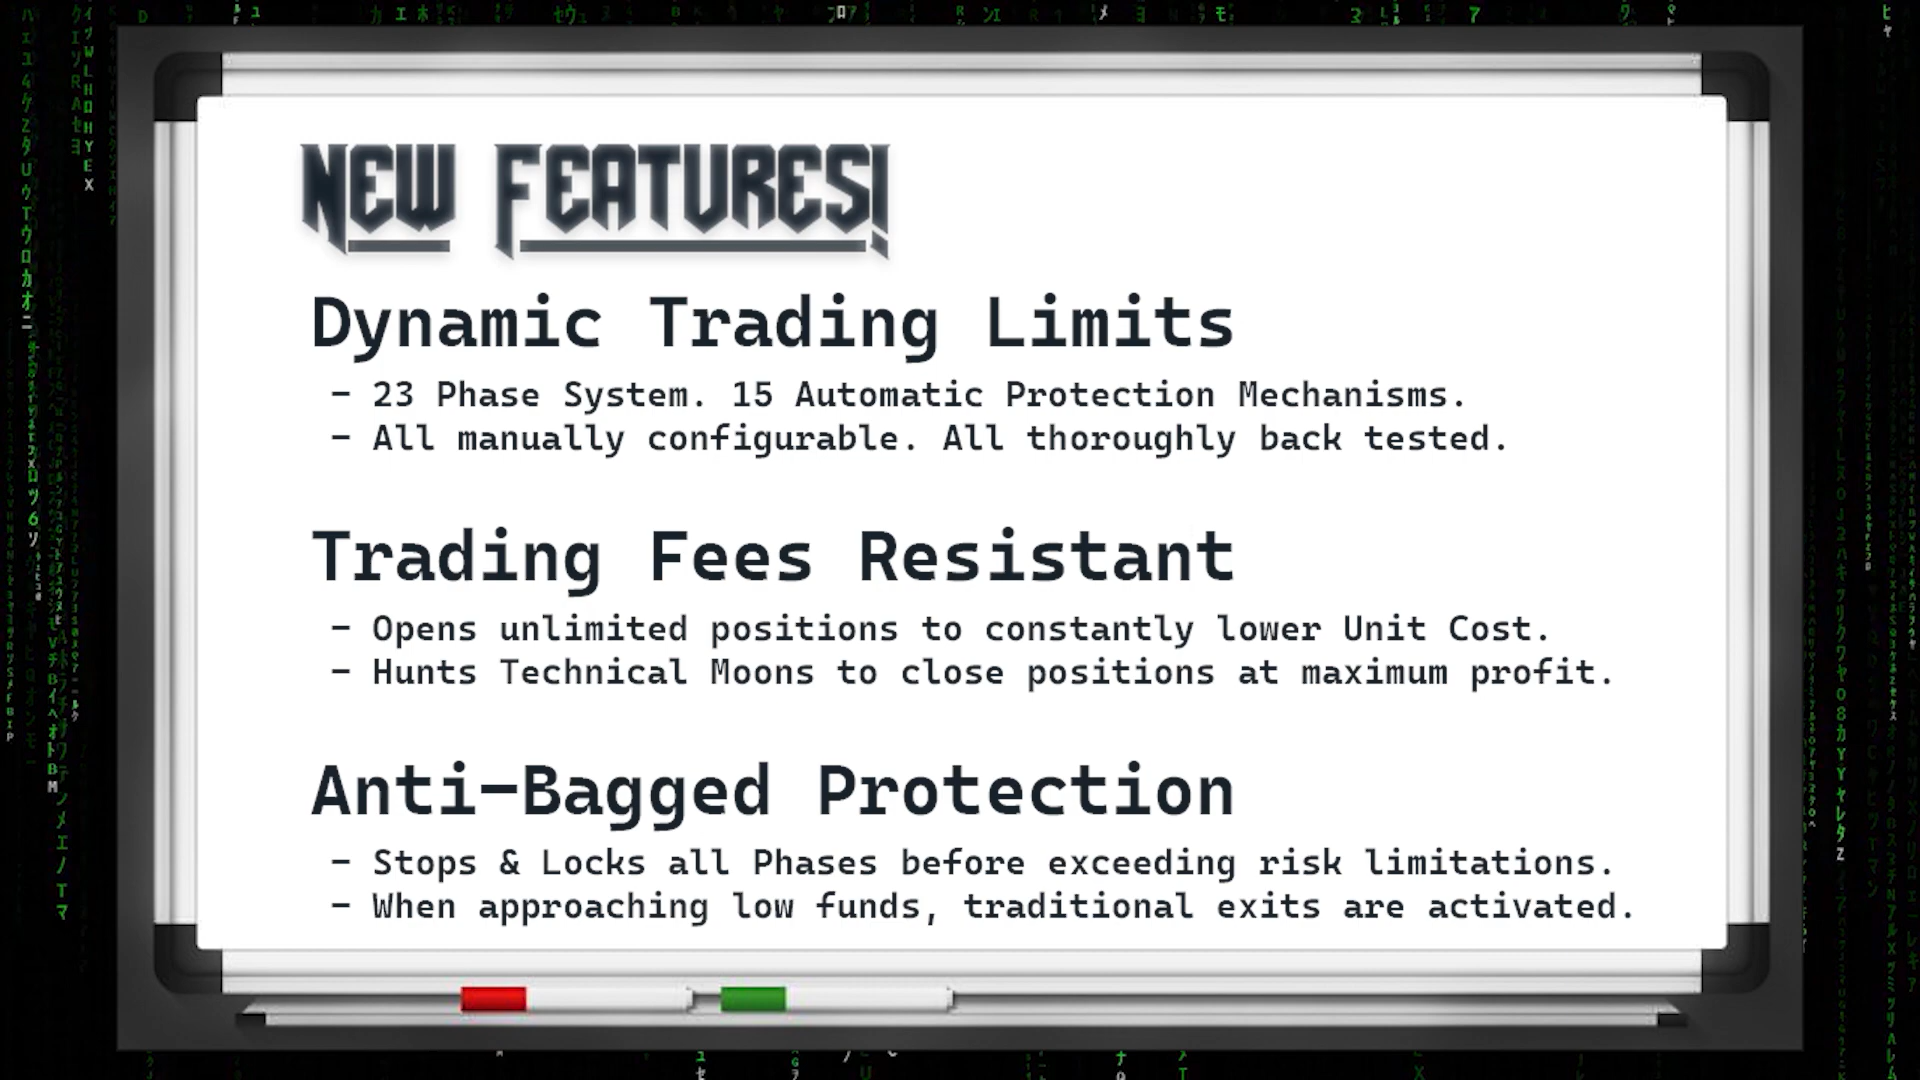 NEW FEATURES!
Dynamic Trading Limits
- 23 Phase System. 15 Automatic Protection Mechanisms.
- All manually configurable. All thoroughly back tested.
Trading Fees Resistant
- Opens unlimited positions to constantly lower Unit Cost.
- Hunts Technical Moons to close positions at maximum profit.
Anti-Bagged Protection
- Stops & Locks all Phases before exceeding risk limitations.
- When approaching low funds, traditional exits are activated.